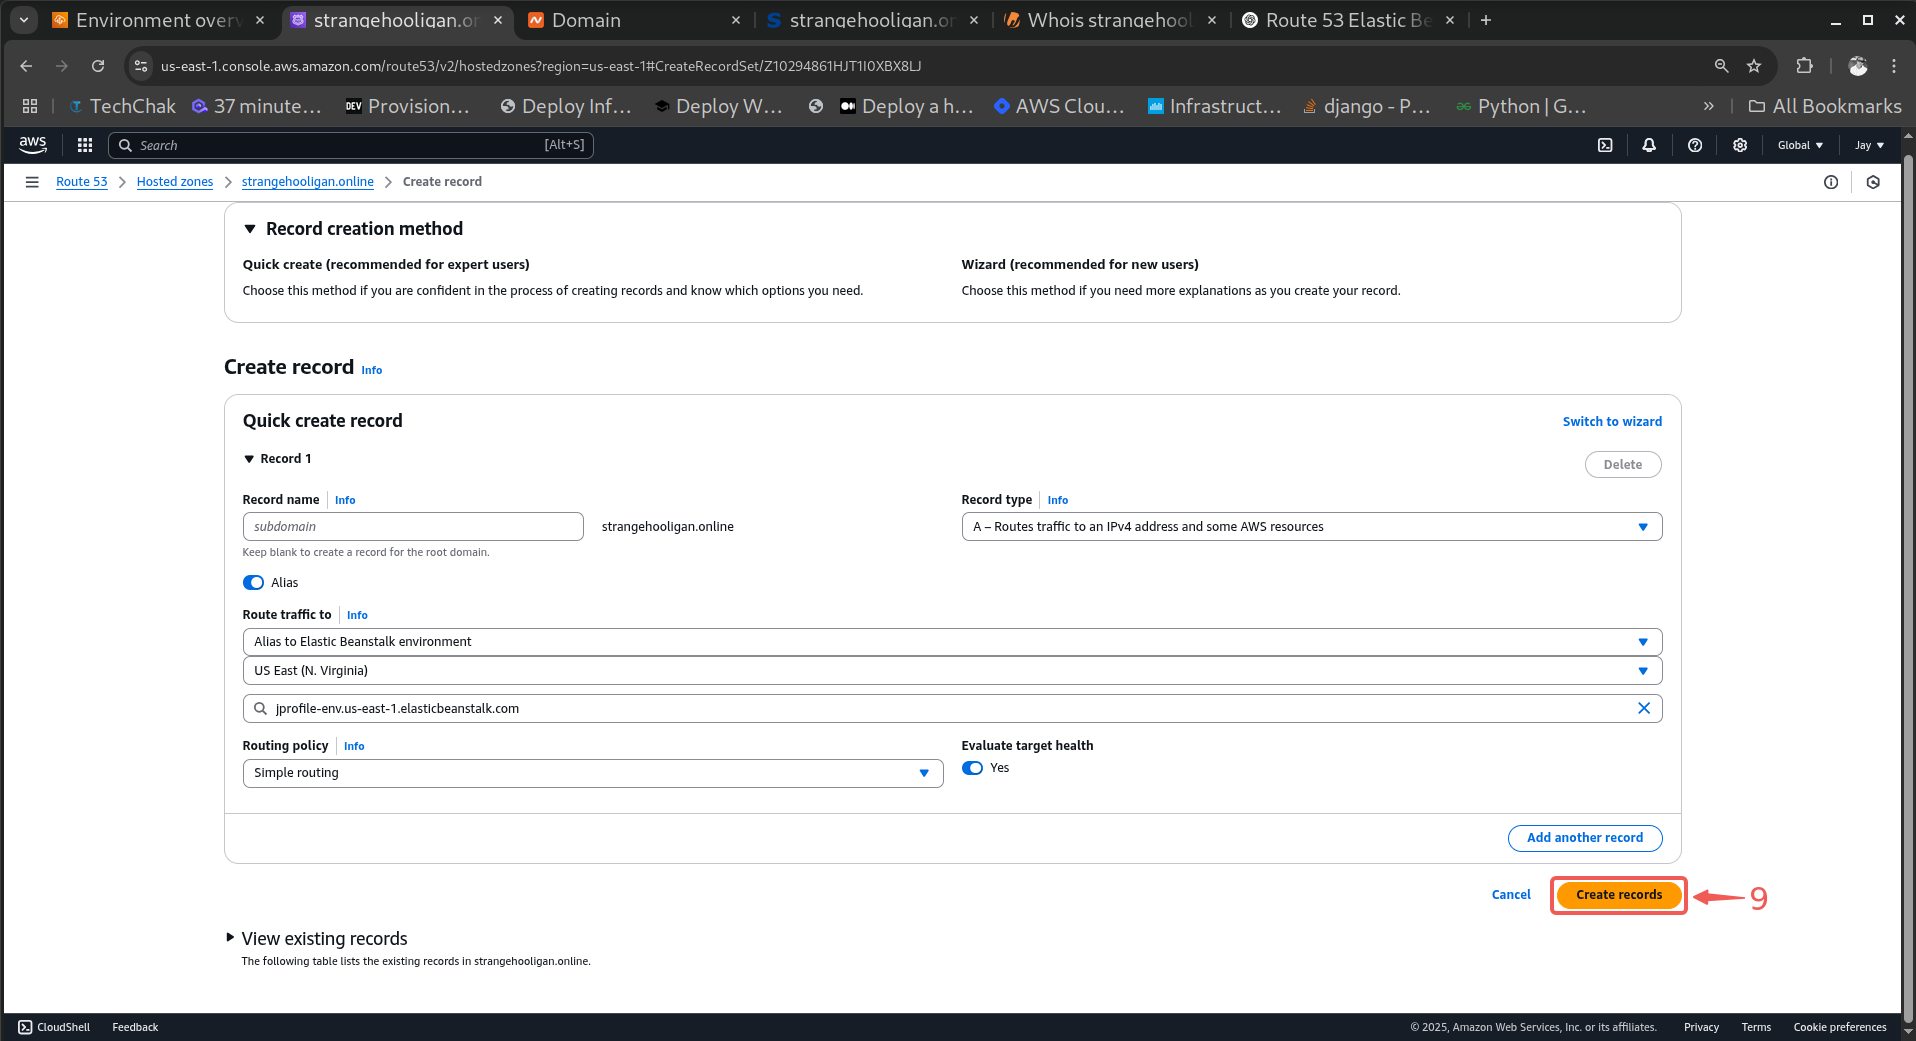 Environment overv
strangehooligan.or
Domain
strangehooligan.or
Whois strangehool
Route 53 Elastic Be
us-east-1.console.aws.amazon.com/route53/v2/hostedzones?region=us-east-1#CreateRecordSet/Z10294861HJT1I0XBX8LJ
TechChak
37 minute...
DEV Provision...
Deploy Inf...
Deploy W...
Deploy a h...
AWS Clou...
Infrastruct...
django - P...
Python | G...
All Bookmarks
aws
Search
[Alt+S]
Global
Jay
Route 53
Hosted zones
strangehooligan.online
Create record
Record creation method
Quick create (recommended for expert users)
Choose this method if you are confident in the process of creating records and know which options you need.
Wizard (recommended for new users)
Choose this method if you need more explanations as you create your record.
Create record Info
Quick create record
Switch to wizard
Record 1
Delete
Record name Info
subdomain
strangehooligan.online
Keep blank to create a record for the root domain.
Record type Info
A – Routes traffic to an IPv4 address and some AWS resources
Alias
Route traffic to Info
Alias to Elastic Beanstalk environment
US East (N. Virginia)
jprofile-env.us-east-1.elasticbeanstalk.com
Routing policy Info
Simple routing
Evaluate target health
Yes
Add another record
Cancel
Create records
9
View existing records
The following table lists the existing records in strangehooligan.online.
CloudShell
Feedback
© 2025, Amazon Web Services, Inc. or its affiliates.
Privacy
Terms
Cookie preferences